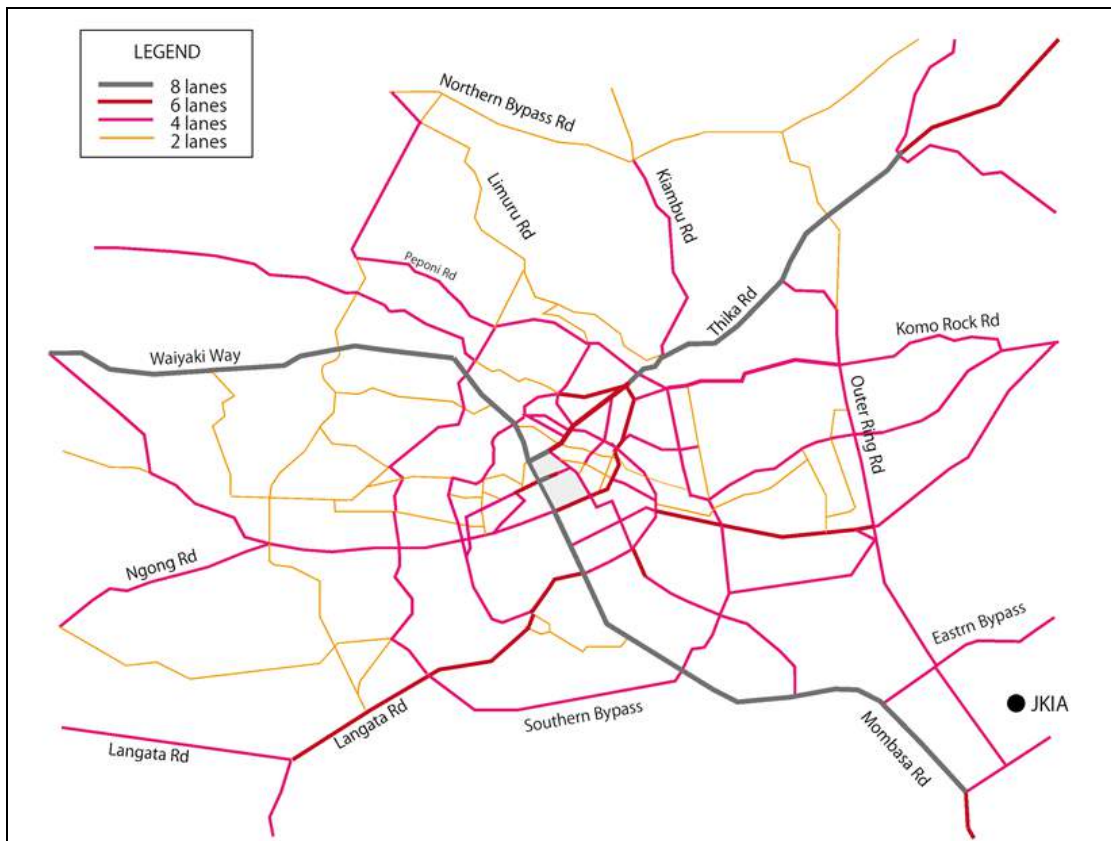 LEGEND
8 lanes
6 lanes
4 lanes
2 lanes
Northern Bypass Rd
Limuru Rd
Kiambu Rd
Peponi Rd
Thika Rd
Komo Rock Rd
Waiyaki Way
Outer Ring Rd
Ngong Rd
Eastrn Bypass
JKIA
Southern Bypass
Langata Rd
Langata Rd
Mombasa Rd